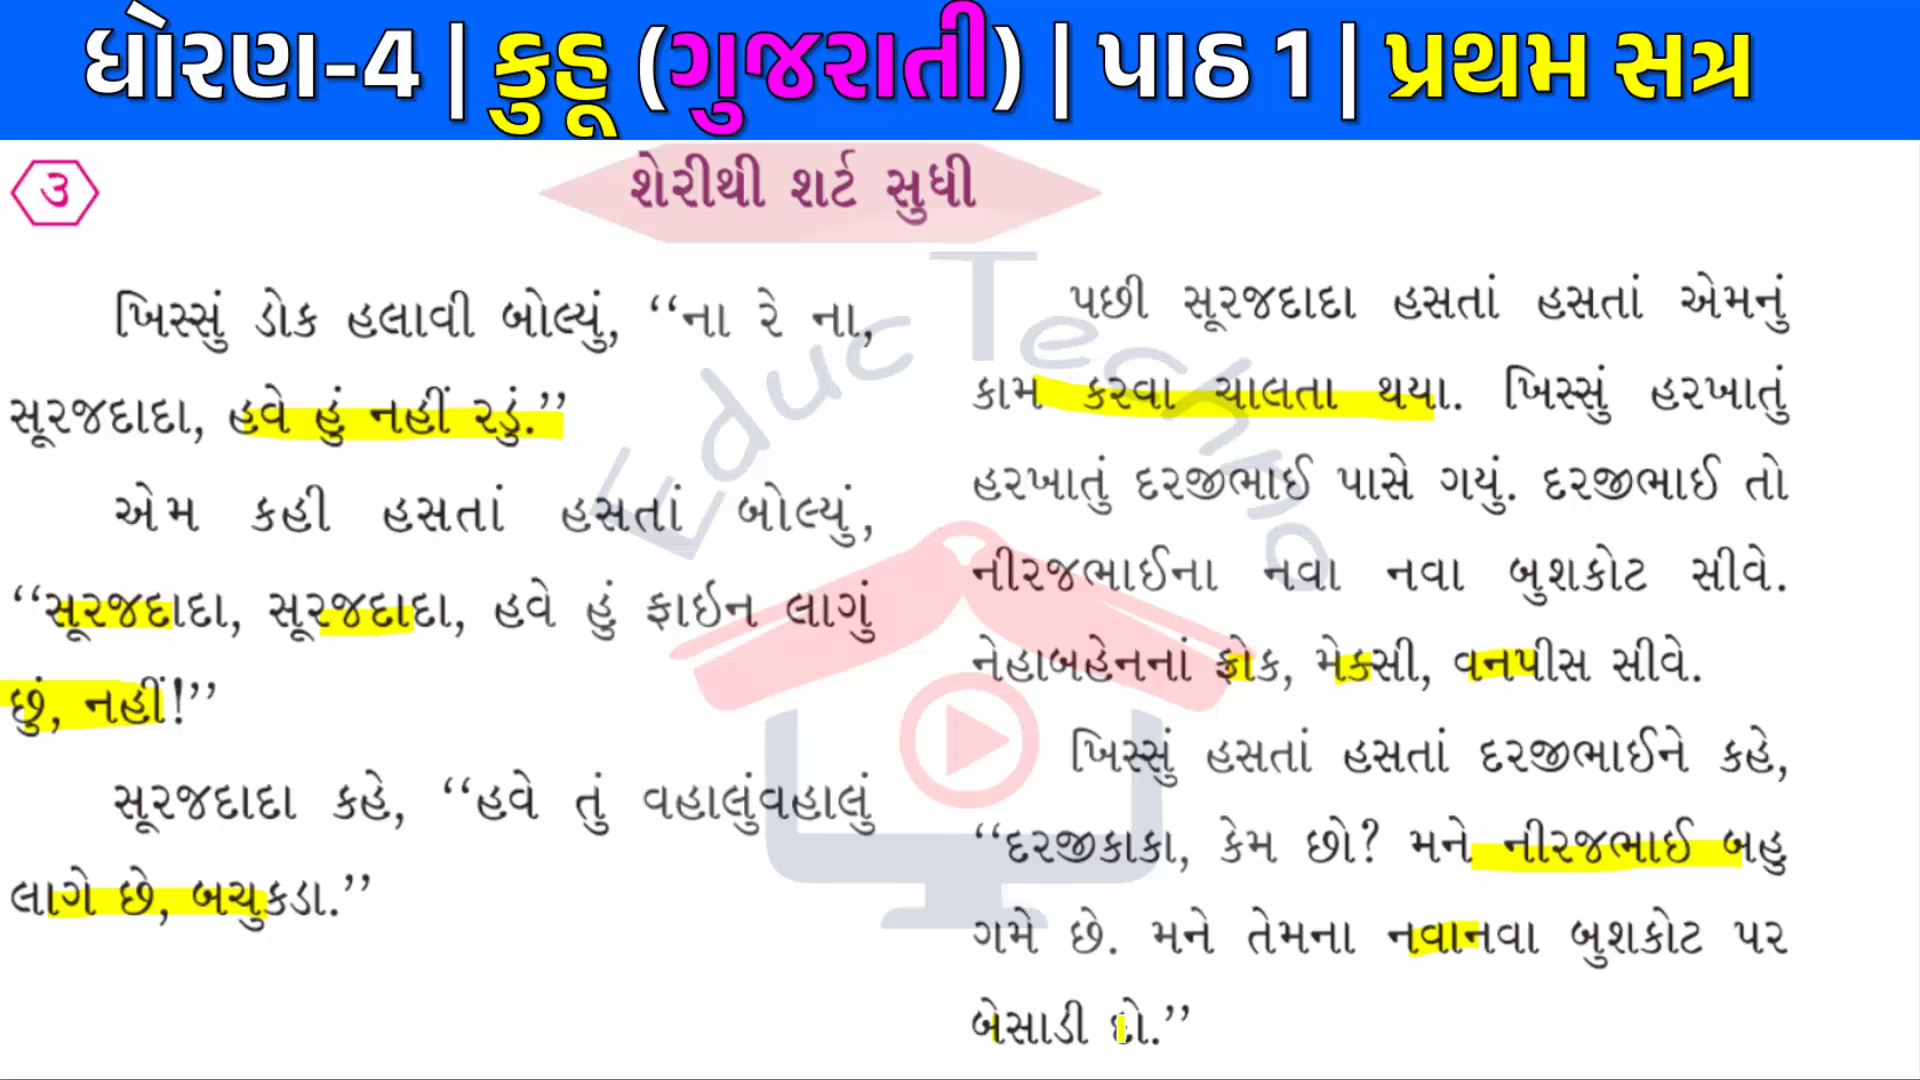 ધોરણ-4 | કુહૂ (ગુજરાતી) | પાઠ 1 | પ્રથમ સત્ર
૩
શેરીથી શર્ટ સુધી
ખિસ્સું ડોક હલાવી બોલ્યું, “ના રે ના,
સૂરજદાદા, હવે હું નહીં રડું.”
એમ કહી હસતાં હસતાં બોલ્યું,
“સૂરજદાદા, સૂરજદાદા, હવે હું ફાઇન લાગું
છું, નહીં!”
સૂરજદાદા કહે, “હવે તું વહાલુંવહાલું
લાગે છે, બચુકડા.”
પછી સૂરજદાદા હસતાં હસતાં એમનું
કામ કરવા ચાલતા થયા. ખિસ્સું હરખાતું
હરખાતું દરજીભાઈ પાસે ગયું. દરજીભાઈ તો
નીરજભાઈના નવા નવા બુશકોટ સીવે.
નેહાબહેનનાં ફ્રોક, મેક્સી, વનપીસ સીવે.
ખિસ્સું હસતાં હસતાં દરજીભાઈને કહે,
“દરજીકાકા, કેમ છો? મને નીરજભાઈ બહુ
ગમે છે. મને તેમના નવાનવા બુશકોટ પર
બેસાડી દો.”
EducTechno